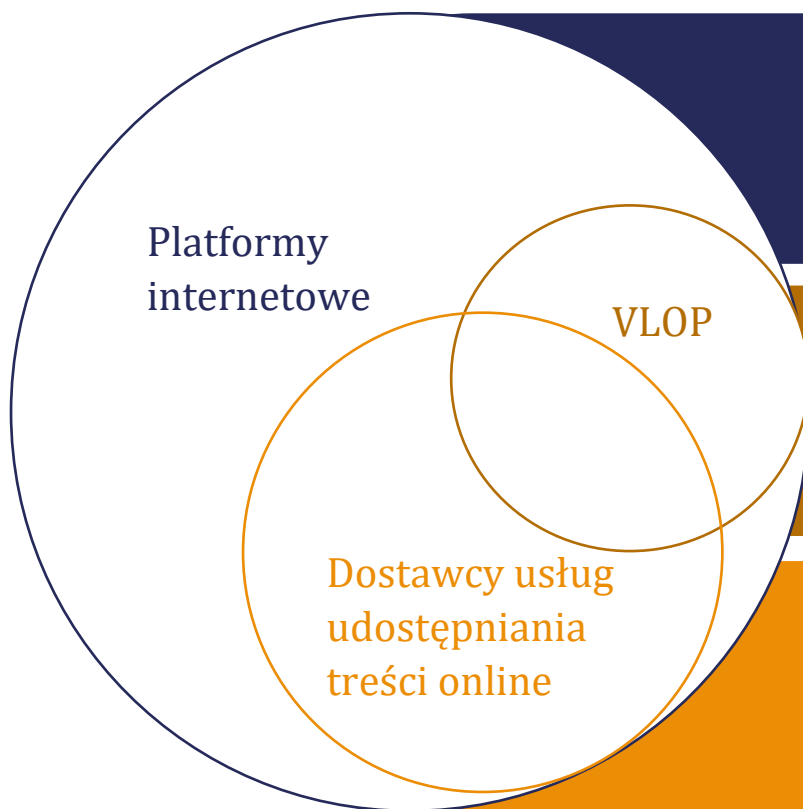 Platformy
internetowe
VLOP
Dostawcy usług
udostępniania
treści online